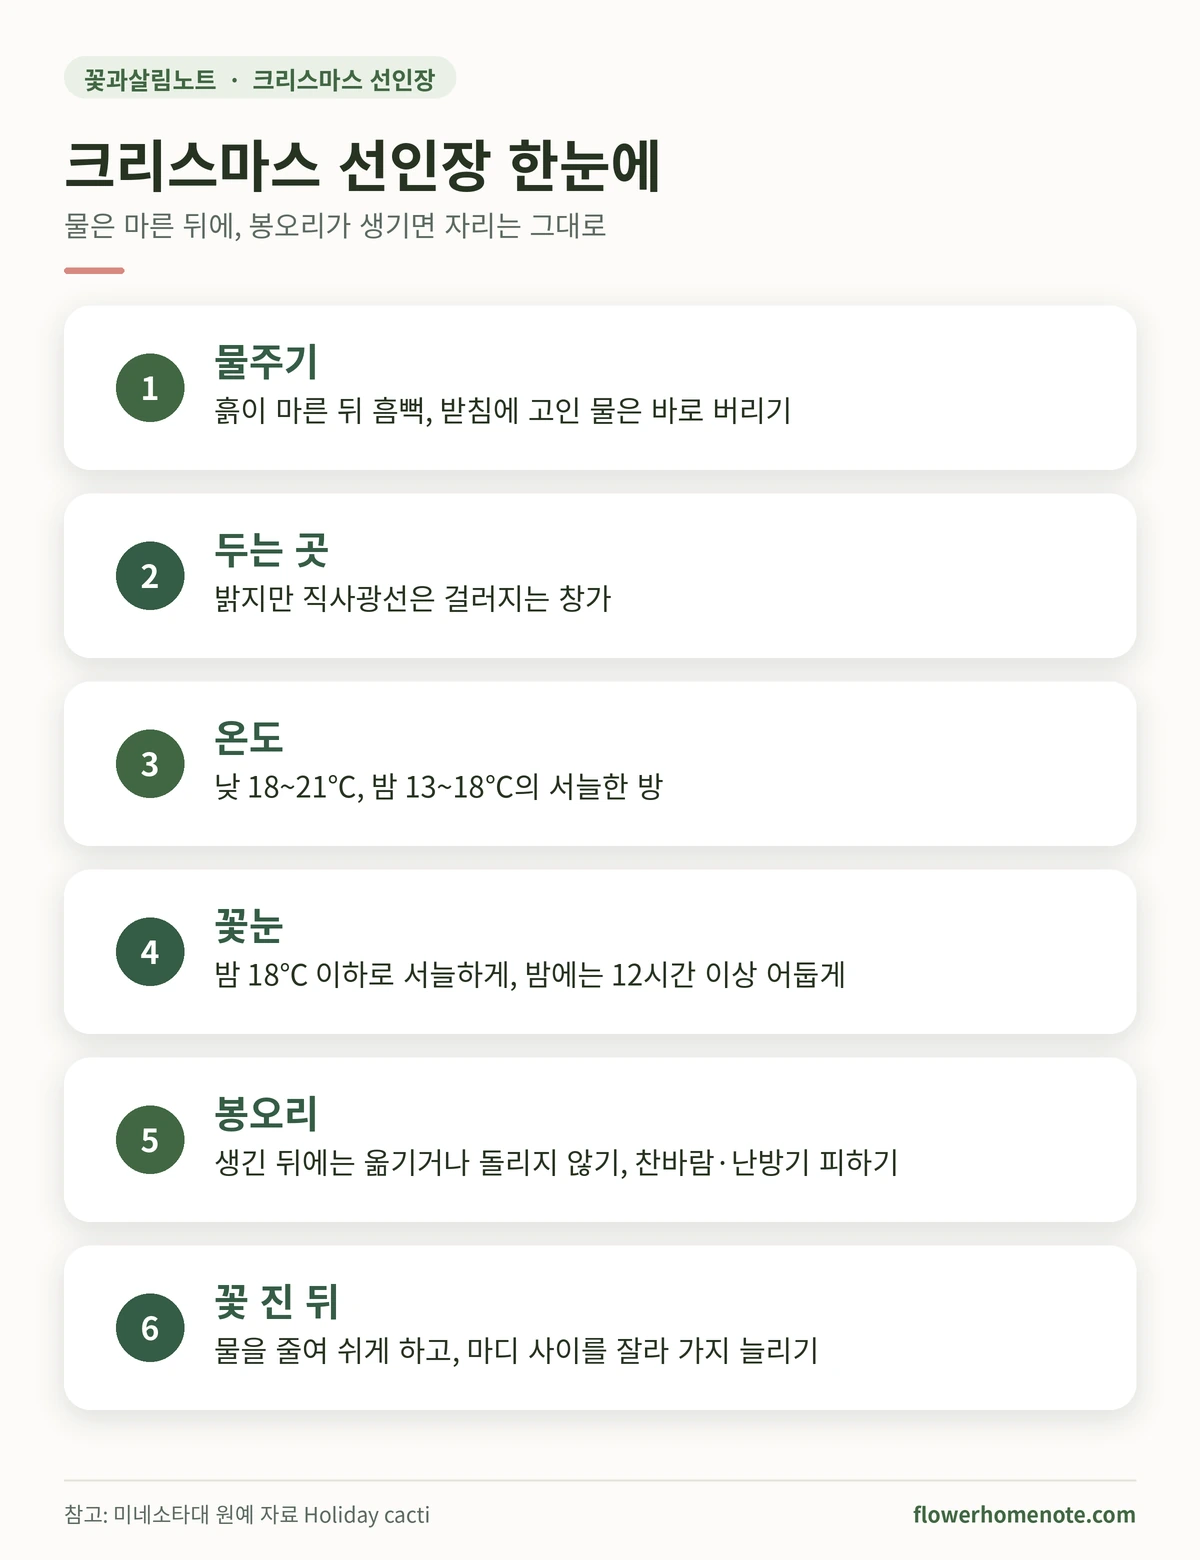 꽃과살림노트 · 크리스마스 선인장
크리스마스 선인장 한눈에
물은 마른 뒤에, 봉오리가 생기면 자리는 그대로
1
물주기
흙이 마른 뒤 흠뻑, 받침에 고인 물은 바로 버리기
2
두는 곳
밝지만 직사광선은 걸러지는 창가
3
온도
낮 18~21°C, 밤 13~18°C의 서늘한 방
4
꽃눈
밤 18°C 이하로 서늘하게, 밤에는 12시간 이상 어둡게
5
봉오리
생긴 뒤에는 옮기거나 돌리지 않기, 찬바람·난방기 피하기
6
꽃 진 뒤
물을 줄여 쉬게 하고, 마디 사이를 잘라 가지 늘리기
참고: 미네소타대 원예 자료 Holiday cacti
flowerhomenote.com